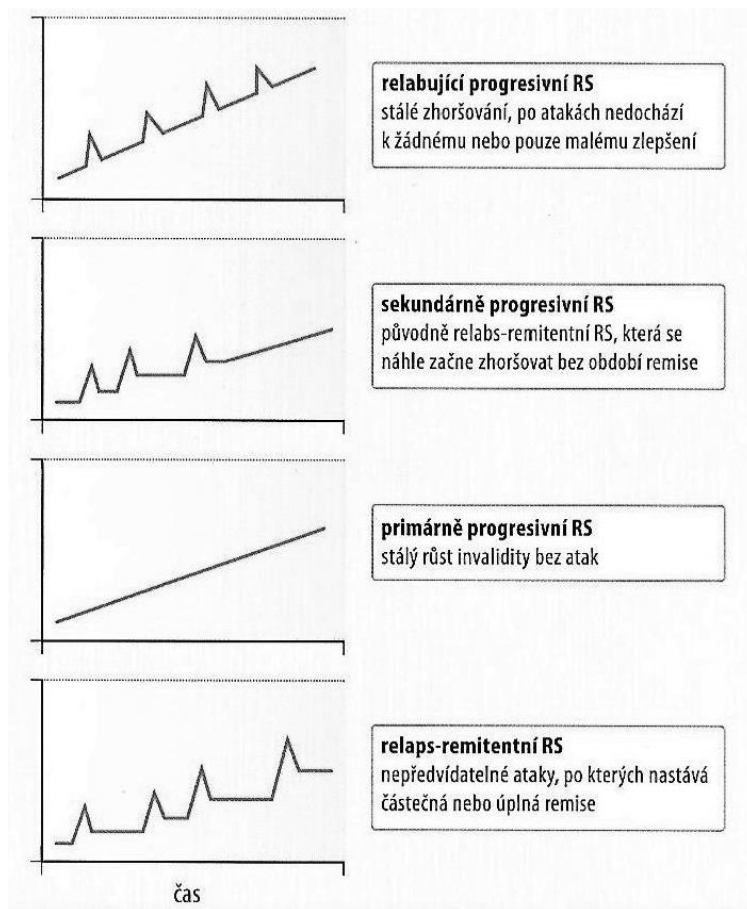 relabující progresivní RS
stálé zhoršování, po atakách nedochází
k žádnému nebo pouze malému zlepšení
sekundárně progresivní RS
původně relabs-remitentní RS, která se
náhle začne zhoršovat bez období remise
primárně progresivní RS
stálý růst invalidity bez atak
relaps-remitentní RS
nepředvídatelné ataky, po kterých nastává
částečná nebo úplná remise
čas